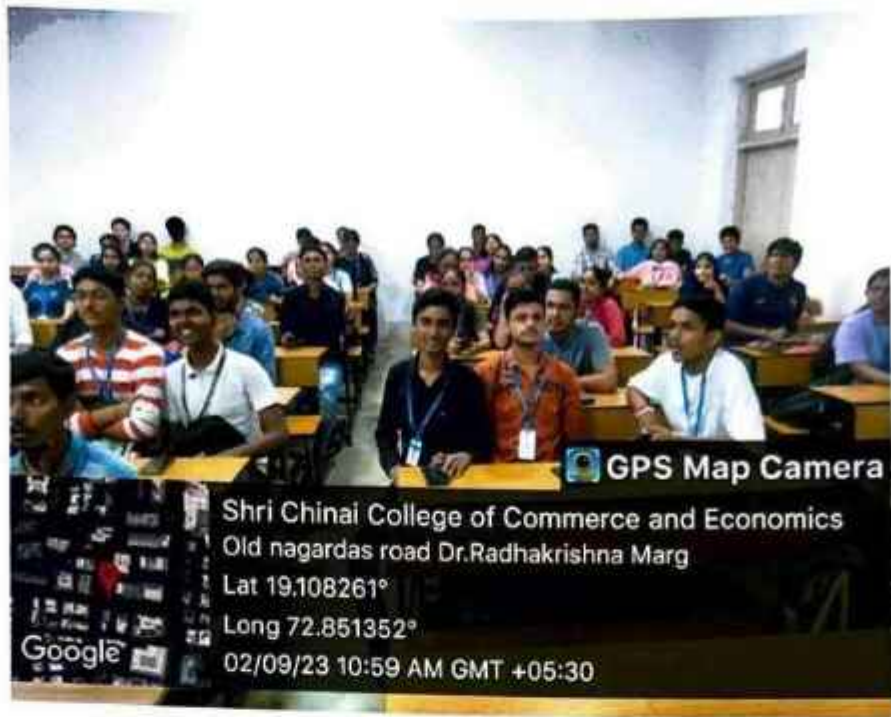 GPS Map Camera
Shri Chinai College of Commerce and Economics
Old nagardas road Dr.Radhakrishna Marg
Lat 19.108261°
Long 72.851352°
02/09/23 10:59 AM GMT +05:30
Google